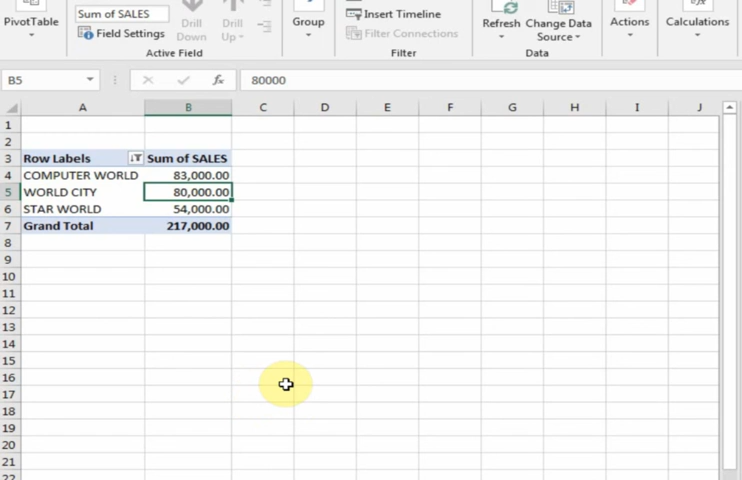 PivotTable
Sum of SALES
Field Settings
Drill Down
Drill Up
Active Field
Group
Insert Timeline
Filter Connections
Filter
Refresh
Change Data Source
Data
Actions
Calculations
B5 fx 80000
A B C D E F G H I J
1
2
3 Row Labels Sum of SALES
4 COMPUTER WORLD 83,000.00
5 WORLD CITY 80,000.00
6 STAR WORLD 54,000.00
7 Grand Total 217,000.00
8
9
10
11
12
13
14
15
16
17
18
19
20
21
22